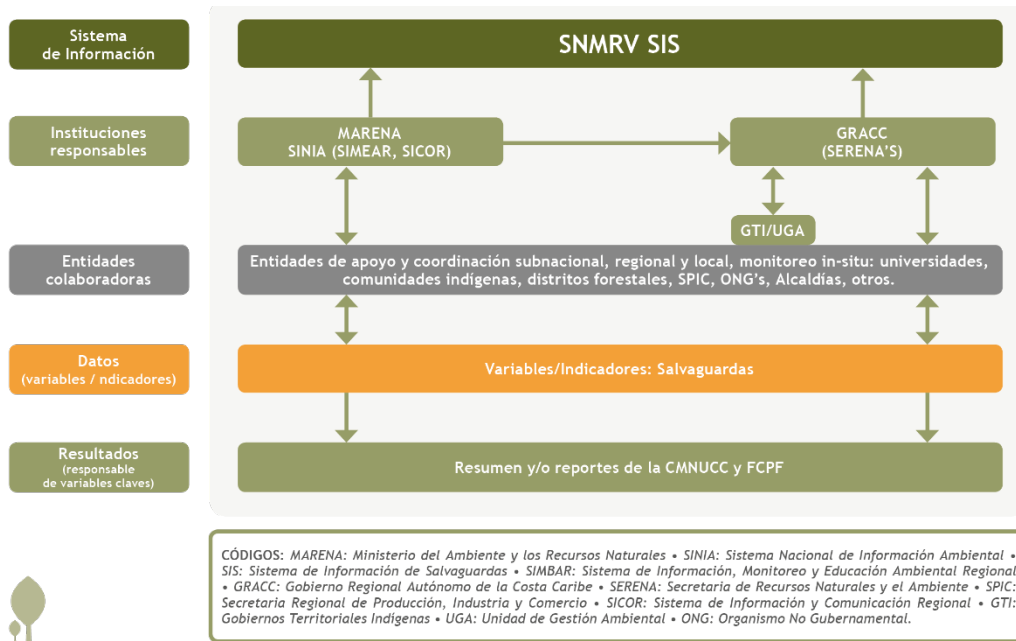 Sistema
de Información
SNMRV SIS
Instituciones
responsables
MARENA
SINIA (SIMEAR, SICOR)
GRACC
(SERENA'S)
GTI/UGA
Entidades
colaboradoras
Entidades de apoyo y coordinación subnacional, regional y local, monitoreo in-situ: universidades,
comunidades indígenas, distritos forestales, SPIC, ONG's, Alcaldías, otros.
Datos
(variables / ndicadores)
Variables/Indicadores: Salvaguardas
Resultados
(responsable
de variables claves)
Resumen y/o reportes de la CMNUCC y FCPF
CÓDIGOS: MARENA: Ministerio del Ambiente y los Recursos Naturales • SINIA: Sistema Nacional de Información Ambiental •
SIS: Sistema de Información de Salvaguardas • SIMBAR: Sistema de Información, Monitoreo y Educación Ambiental Regional
• GRACC: Gobierno Regional Autónomo de la Costa Caribe • SERENA: Secretaria de Recursos Naturales y el Ambiente • SPIC:
Secretaria Regional de Producción, Industria y Comercio • SICOR: Sistema de Información y Comunicación Regional • GTI:
Gobiernos Territoriales Indígenas • UGA: Unidad de Gestión Ambiental • ONG: Organismo No Gubernamental.